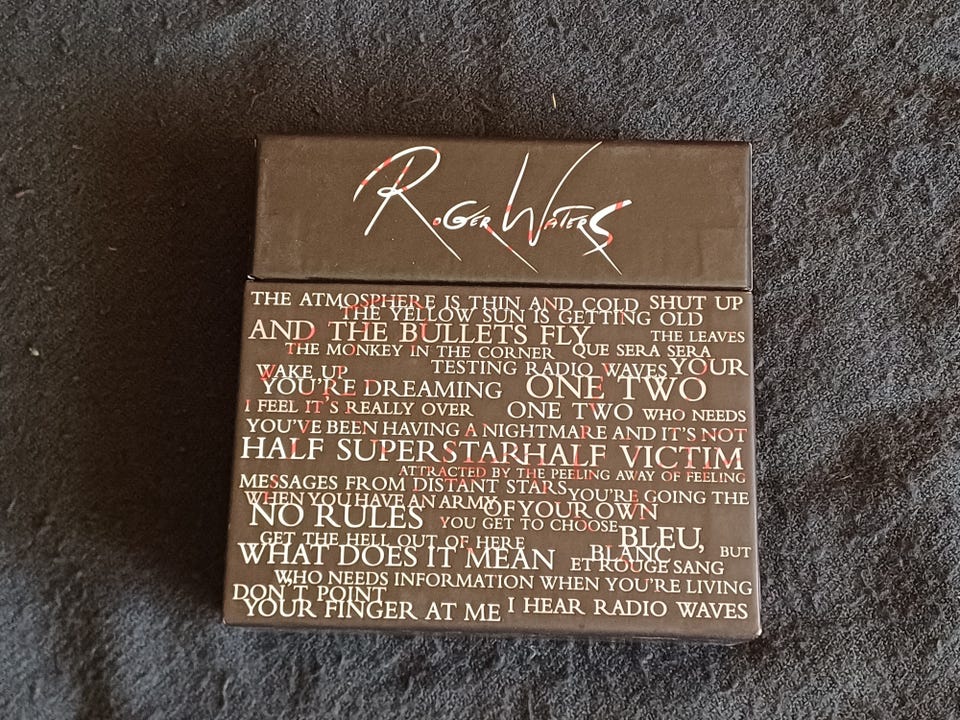 ROGER WATERS
THE ATMOSPHERE IS THIN AND COLD SHUT UP
THE YELLOW SUN IS GETTING OLD
AND THE BULLETS FLY THE LEAVES
THE MONKEY IN THE CORNER QUE SERA SERA
WAKE UP TESTING RADIO WAVES YOUR
YOU'RE DREAMING ONE TWO
I FEEL IT'S REALLY OVER ONE TWO WHO NEEDS
YOU'VE BEEN HAVING A NIGHTMARE AND IT'S NOT
HALF SUPERSTAR HALF VICTIM
ATTRACTED BY THE PEELING AWAY OF FEELING
MESSAGES FROM DISTANT STARS YOU'RE GOING THE
WHEN YOU HAVE AN ARMY OF YOUR OWN
NO RULES YOU GET TO CHOOSE
GET THE HELL OUT OF HERE BLEU,
WHAT DOES IT MEAN BLANC BUT
ET ROUGE SANG
WHO NEEDS INFORMATION WHEN YOU'RE LIVING
DON'T POINT
YOUR FINGER AT ME I HEAR RADIO WAVES